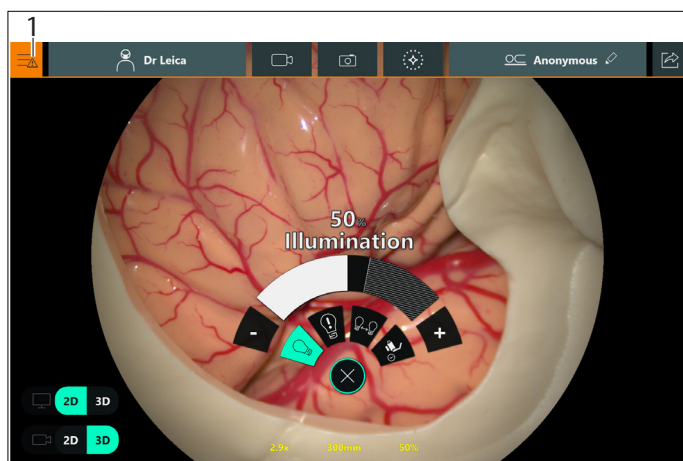 1
Dr Leica
Anonymous
50%
Illumination
-
+
2D 3D
2D 3D
2.9x 300mm 50%